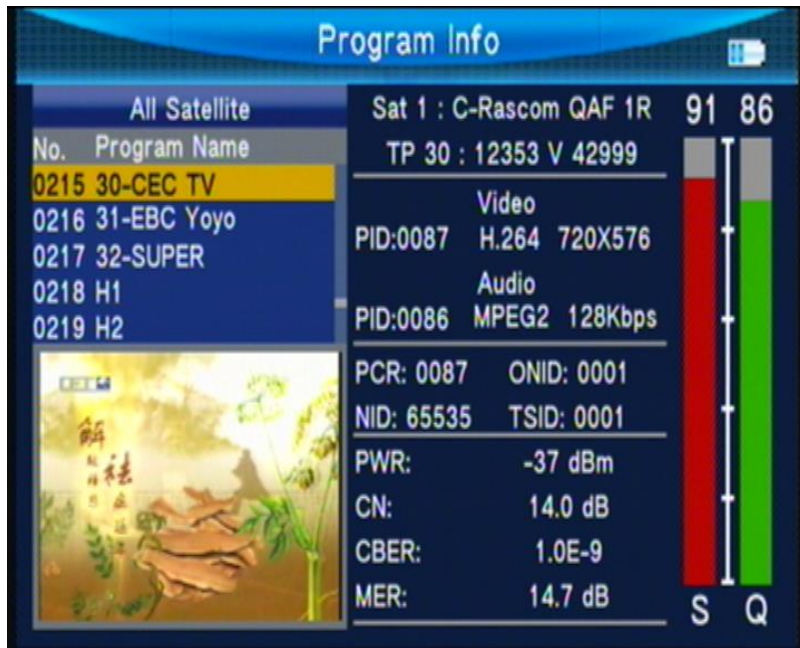 Program Info
All Satellite
No. Program Name
0215 30-CEC TV
0216 31-EBC Yoyo
0217 32-SUPER
0218 H1
0219 H2
Sat 1 : C-Rascom QAF 1R
TP 30 : 12353 V 42999
Video
PID:0087 H.264 720X576
Audio
PID:0086 MPEG2 128Kbps
PCR: 0087 ONID: 0001
NID: 65535 TSID: 0001
PWR: -37 dBm
CN: 14.0 dB
CBER: 1.0E-9
MER: 14.7 dB
91 86
S Q
解
祛